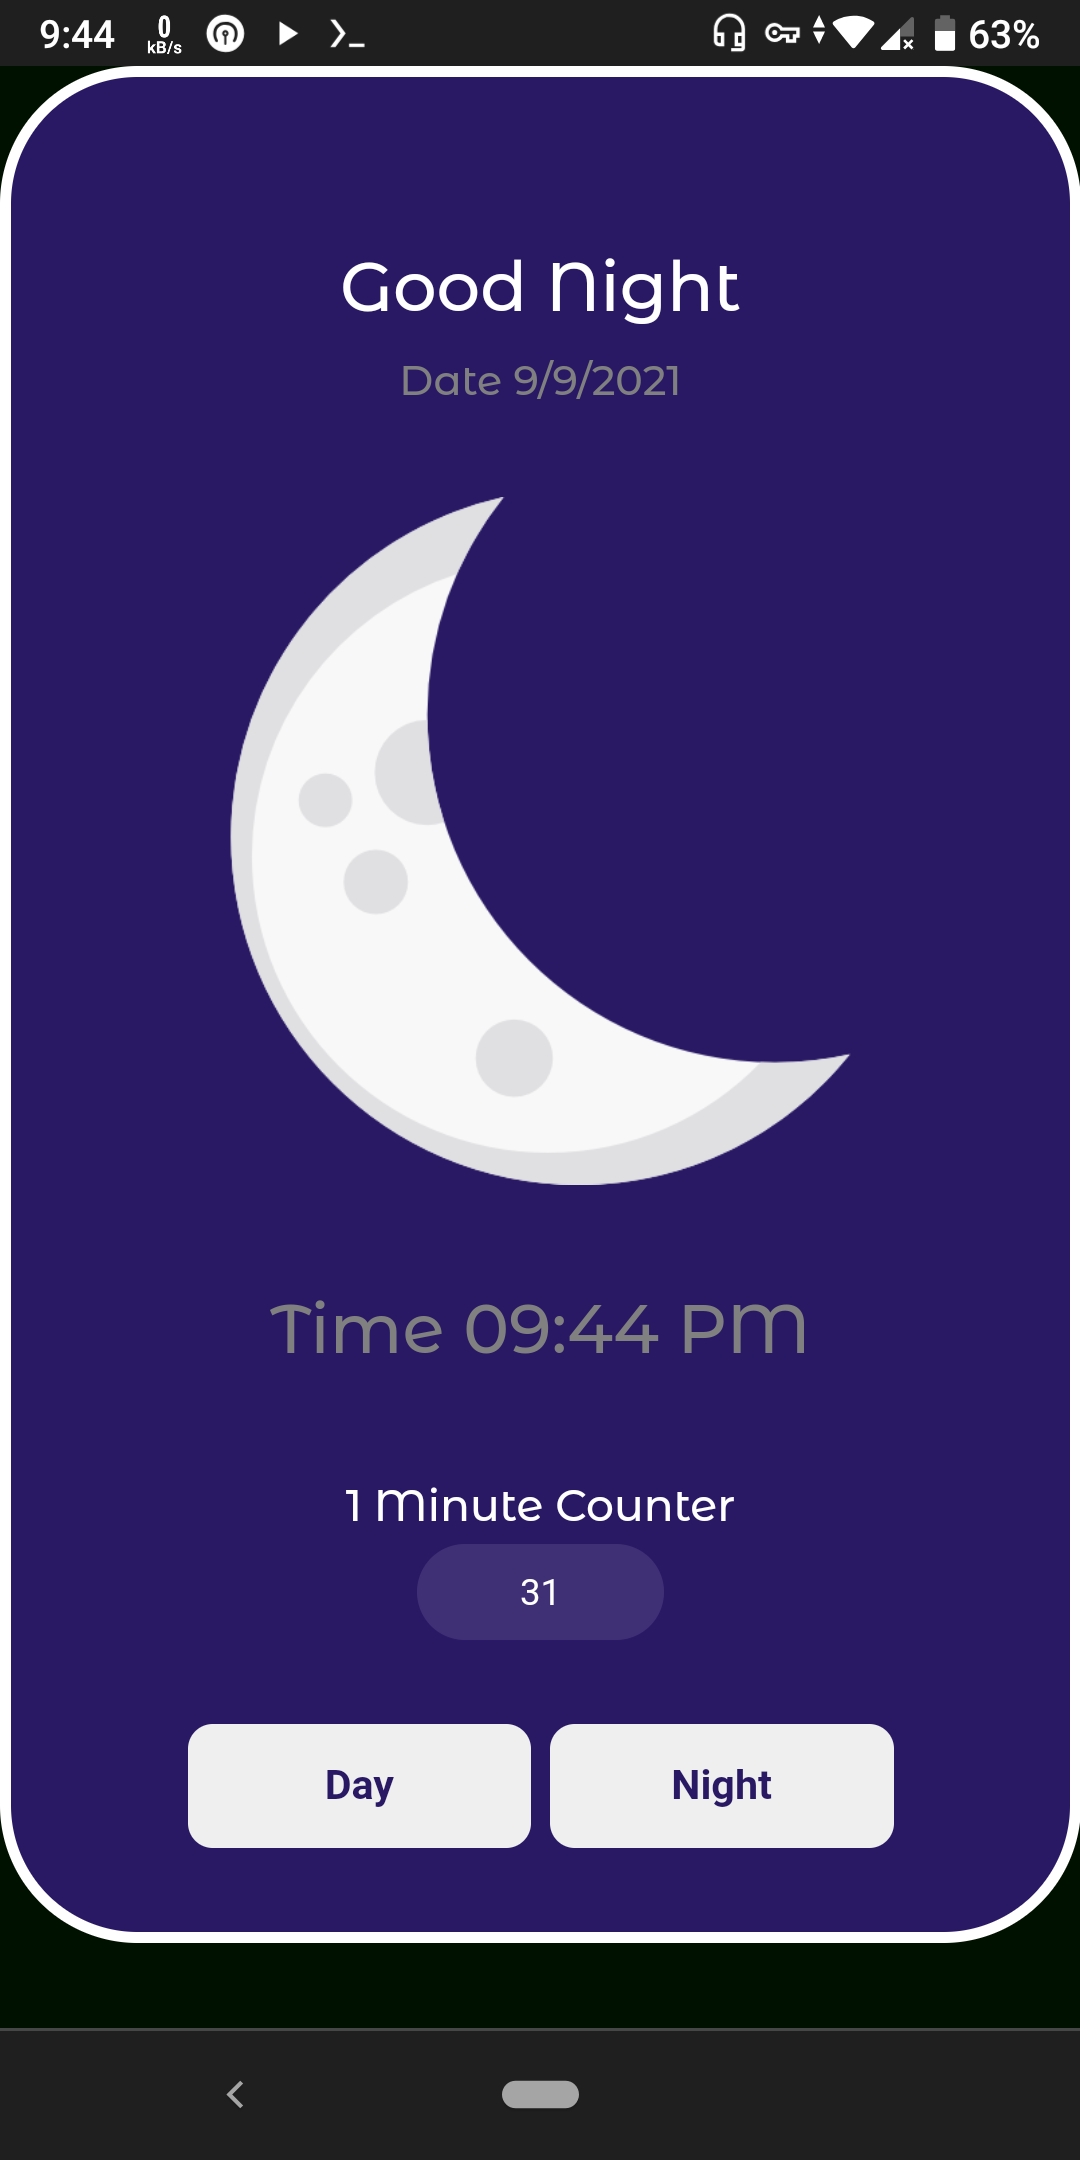 9:44 0 kB/s 63%
Good Night
Date 9/9/2021
Time 09:44 PM
1 Minute Counter
31
Day Night